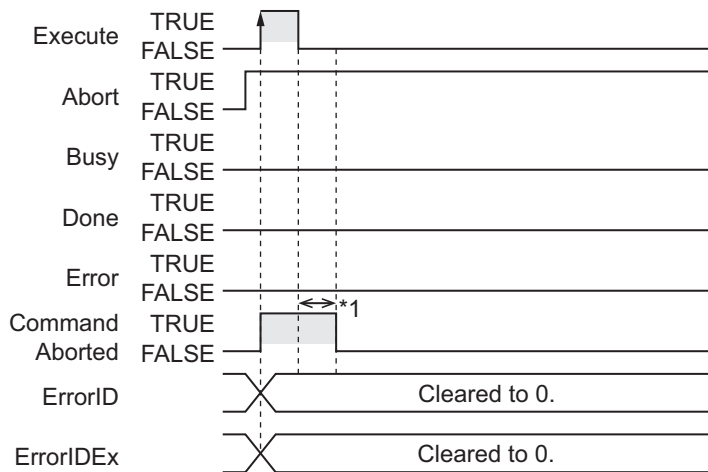 Execute TRUE
FALSE
Abort TRUE
FALSE
Busy TRUE
FALSE
Done TRUE
FALSE
Error TRUE
FALSE
*1
Command TRUE
Aborted FALSE
ErrorID Cleared to 0.
ErrorIDEx Cleared to 0.